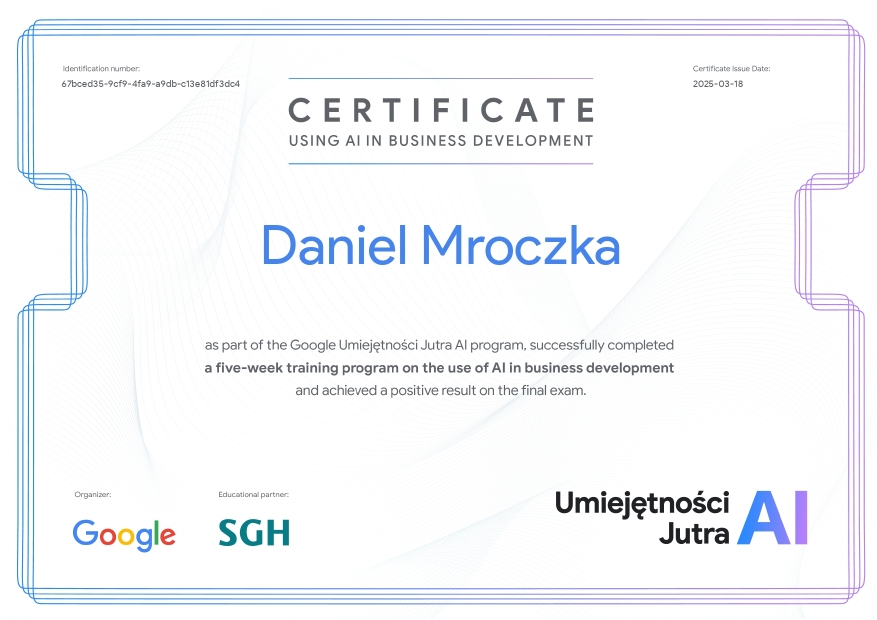 Identification number:
67bced35-9cf9-4fa9-a9db-c13e81df3dc4
Certificate Issue Date:
2025-03-18
CERTIFICATE
USING AI IN BUSINESS DEVELOPMENT
Daniel Mroczka
as part of the Google Umiejętności Jutra AI program, successfully completed
a five-week training program on the use of AI in business development
and achieved a positive result on the final exam.
Organizer:
Google
Educational partner:
SGH
Umiejętności
Jutra AI